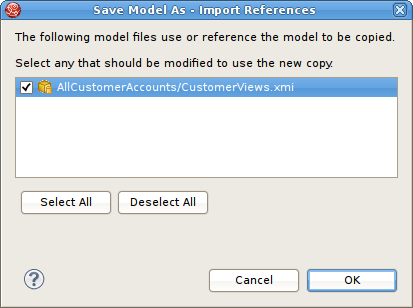 Save Model As - Import References
The following model files use or reference the model to be copied.
Select any that should be modified to use the new copy.
AllCustomerAccounts/CustomerViews.xmi
Select All
Deselect All
?
Cancel
OK